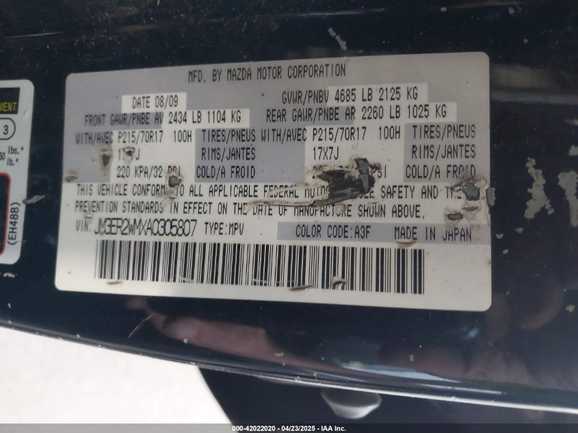 MFD. BY MAZDA MOTOR CORPORATION
DATE 08/09 GVWR/PNBV 4685 LB 2125 KG
FRONT GAWR/PNBE AV 2434 LB 1104 KG REAR GAWR/PNBE AR 2260 LB 1025 KG
WITH/AVEC P215/70R17 100H TIRES/PNEUS WITH/AVEC P215/70R17 100H TIRES/PNEUS
17X7J RIMS/JANTES 17X7J RIMS/JANTES
220 KPA/32 PSI COLD/A FROID COLD/A FROID
THIS VEHICLE CONFORMS TO ALL APPLICABLE FEDERAL SAFETY AND THEFT
PREVENTION STANDARDS IN EFFECT ON THE DATE OF MANUFACTURE SHOWN ABOVE.
VIN: JM3ER2WMXA0305807 TYPE:MPV COLOR CODE:A3F MADE IN JAPAN
3
lbs.
(EH48B)
000-42022020 - 04/23/2025 - IAA Inc.